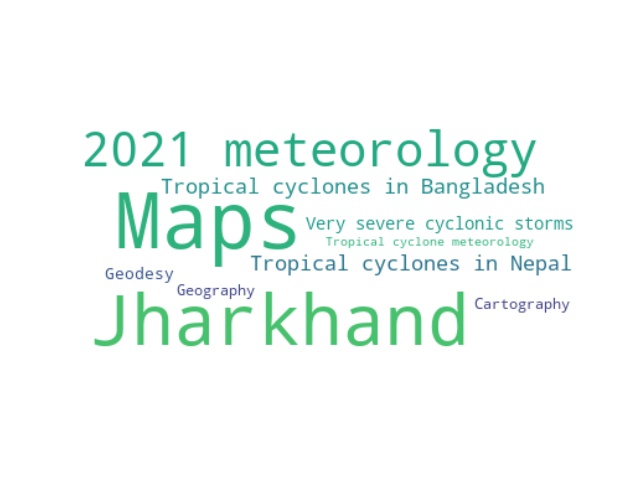 2021 meteorology
Tropical cyclones in Bangladesh
Maps
Very severe cyclonic storms
Tropical cyclone meteorology
Tropical cyclones in Nepal
Geodesy
Geography
Jharkhand
Cartography